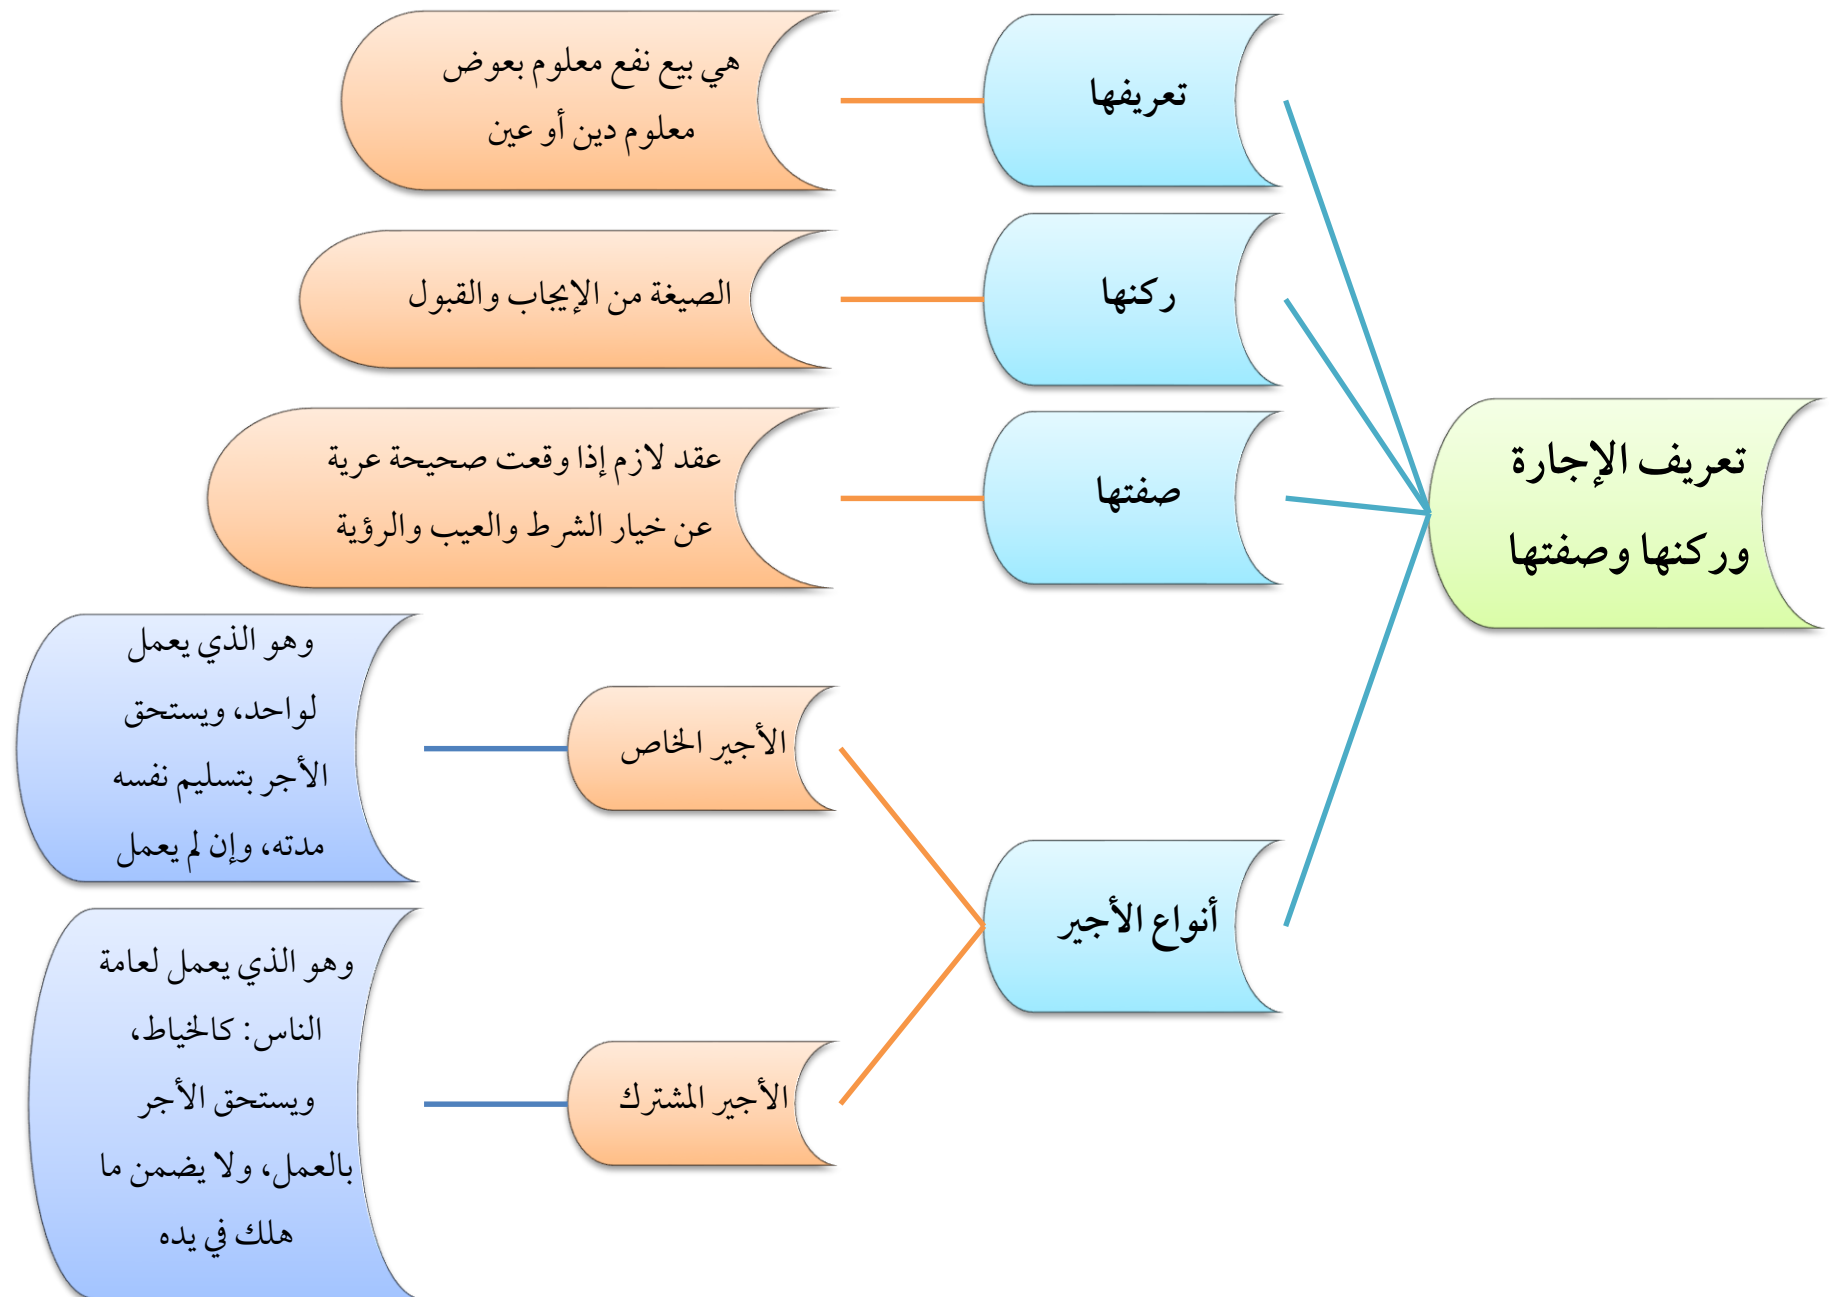 تعريف الإجارة
وركنها وصفتها
تعريفها
هي بيع نفع معلوم بعوض
معلوم دين أو عين
ركنها
الصيغة من الإيجاب والقبول
صفتها
عقد لازم إذا وقعت صحيحة عرية
عن خيار الشرط والعيب والرؤية
أنواع الأجير
الأجير الخاص
وهو الذي يعمل
لواحد، ويستحق
الأجر بتسليم نفسه
مدته، وإن لم يعمل
الأجير المشترك
وهو الذي يعمل لعامة
الناس: كالخياط،
ويستحق الأجر
بالعمل، ولا يضمن ما
هلك في يده